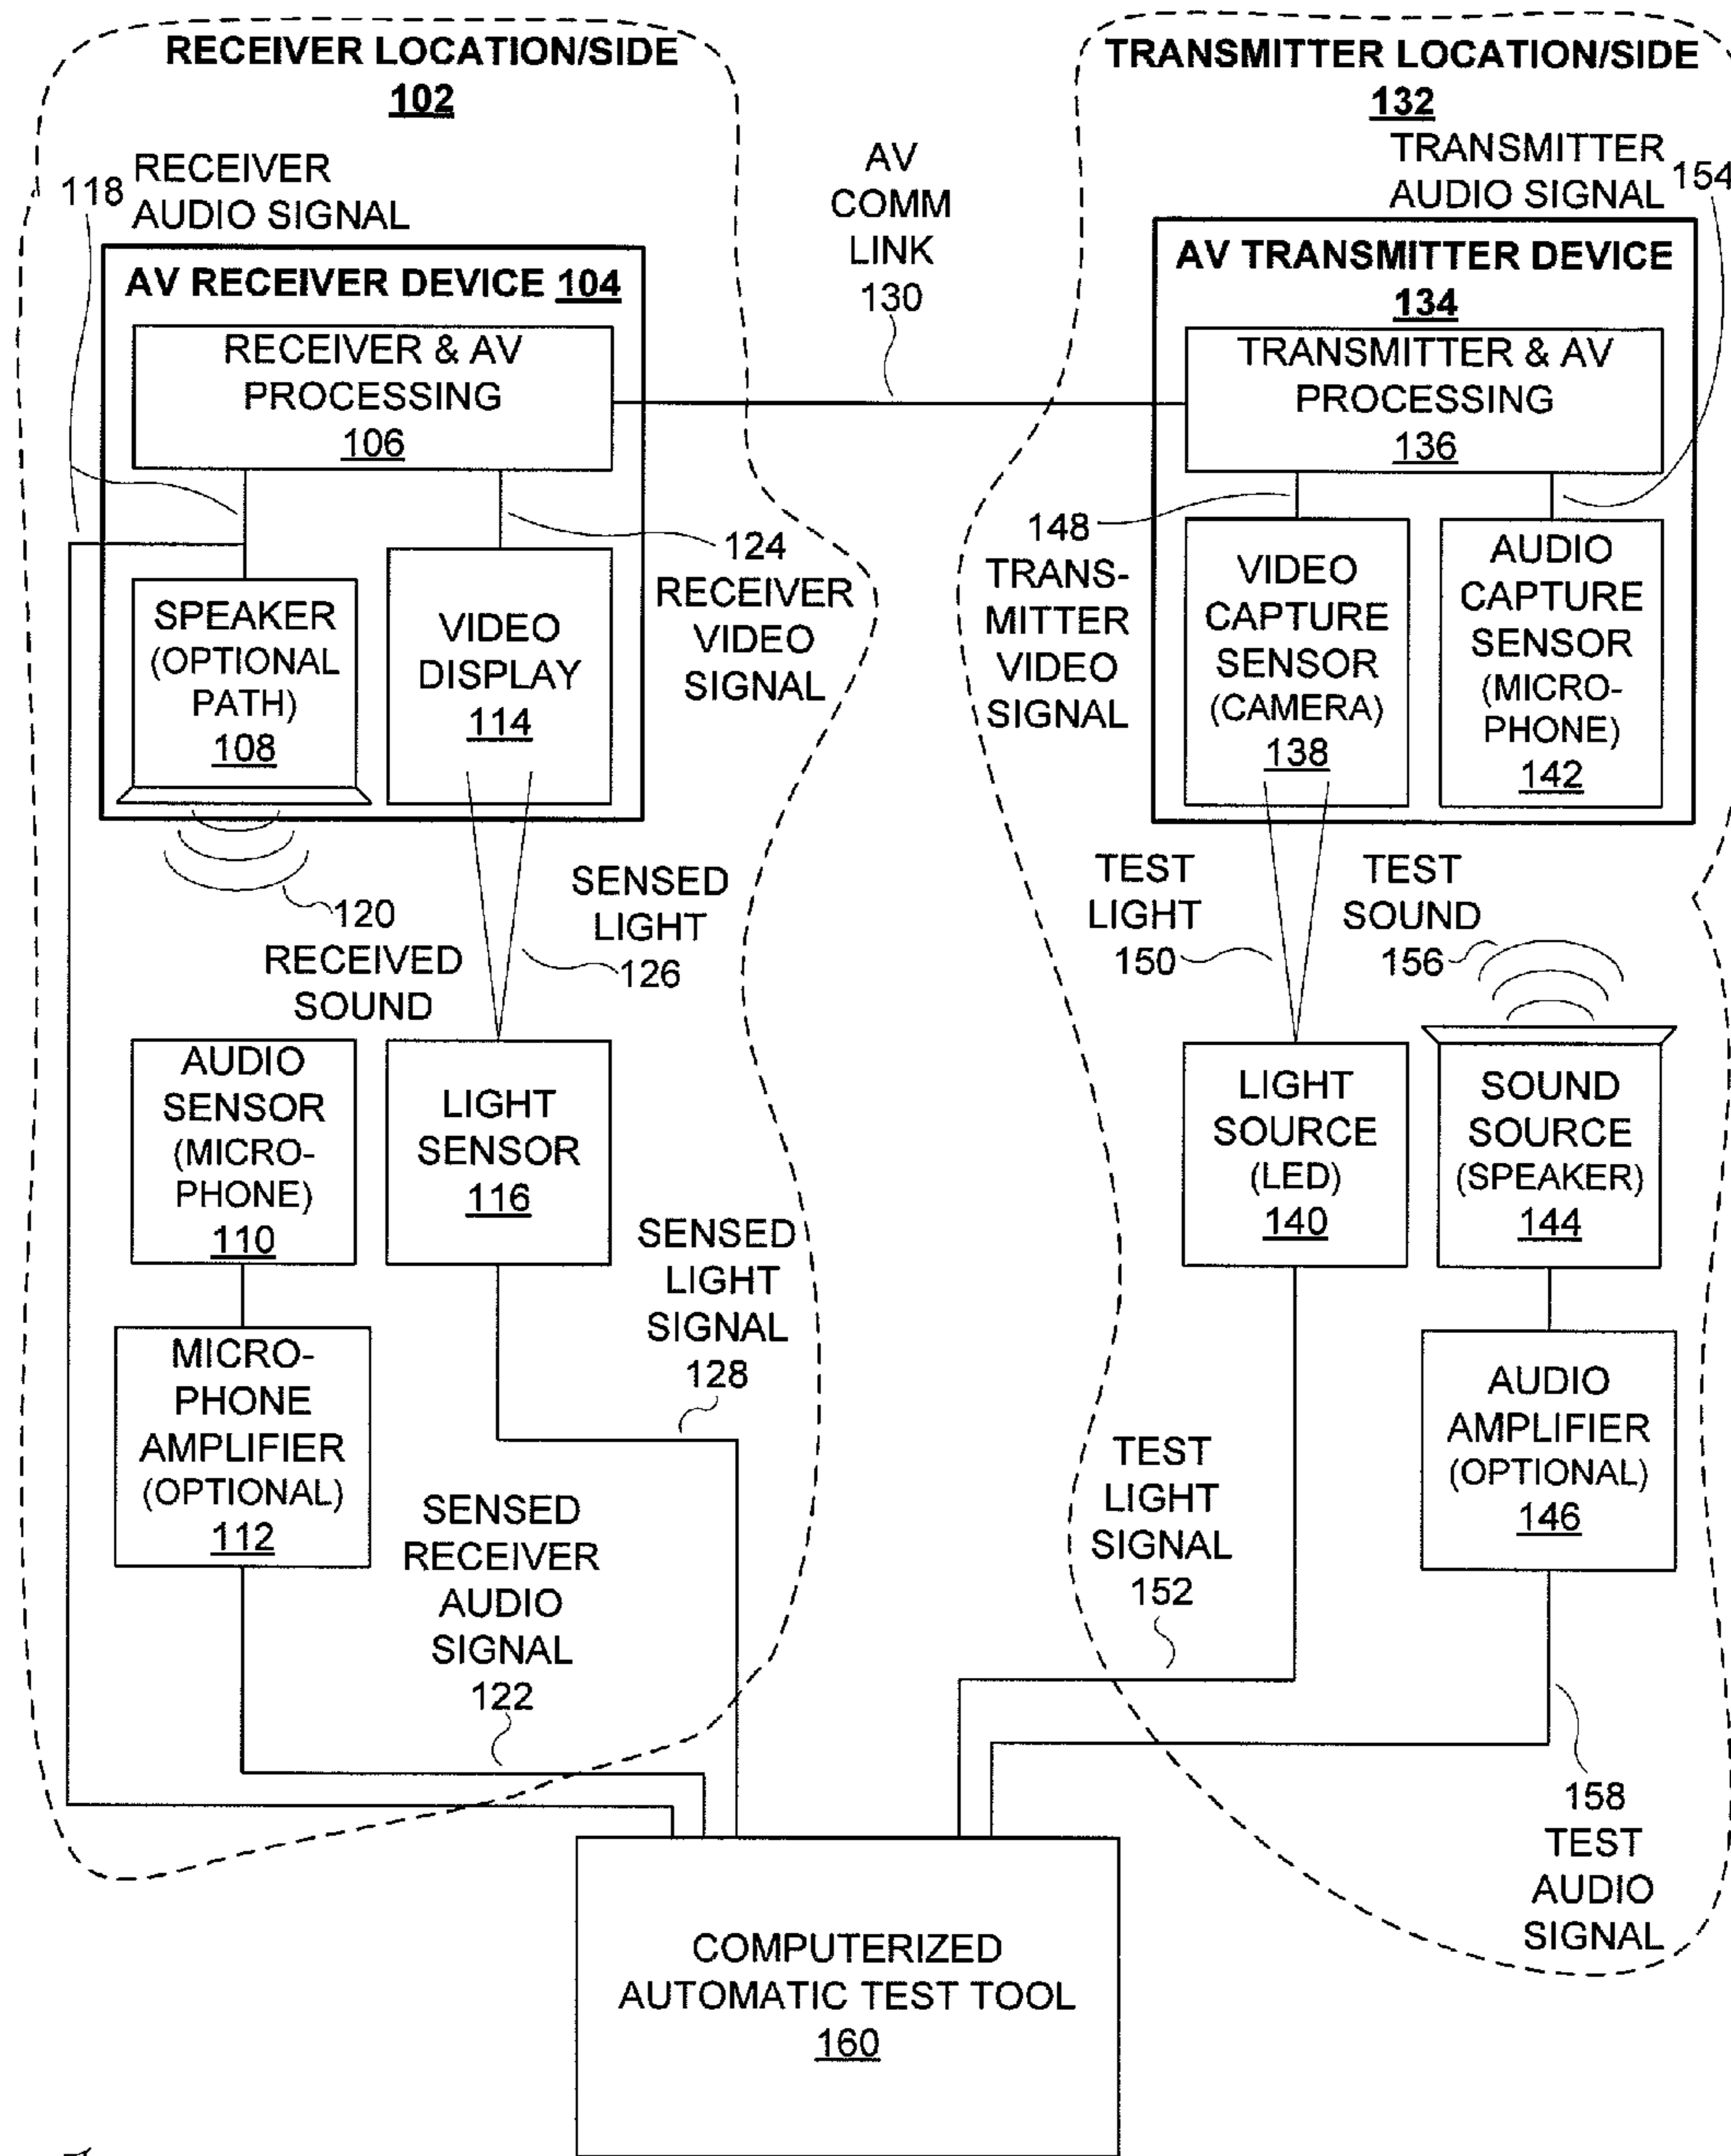 RECEIVER LOCATION/SIDE
102
TRANSMITTER LOCATION/SIDE
132
118
RECEIVER
AUDIO SIGNAL
AV
COMM
LINK
130
TRANSMITTER
AUDIO SIGNAL
154
AV RECEIVER DEVICE 104
RECEIVER & AV
PROCESSING
106
AV TRANSMITTER DEVICE
134
TRANSMITTER & AV
PROCESSING
136
SPEAKER
(OPTIONAL
PATH)
108
VIDEO
DISPLAY
114
124
RECEIVER
VIDEO
SIGNAL
148
TRANS-
MITTER
VIDEO
SIGNAL
VIDEO
CAPTURE
SENSOR
(CAMERA)
138
AUDIO
CAPTURE
SENSOR
(MICRO-
PHONE)
142
120
RECEIVED
SOUND
SENSED
LIGHT
126
TEST
LIGHT
150
TEST
SOUND
156
AUDIO
SENSOR
(MICRO-
PHONE)
110
LIGHT
SENSOR
116
LIGHT
SOURCE
(LED)
140
SOUND
SOURCE
(SPEAKER)
144
MICRO-
PHONE
AMPLIFIER
(OPTIONAL)
112
SENSED
LIGHT
SIGNAL
128
SENSED
RECEIVER
AUDIO
SIGNAL
122
TEST
LIGHT
SIGNAL
152
AUDIO
AMPLIFIER
(OPTIONAL)
146
158
TEST
AUDIO
SIGNAL
COMPUTERIZED
AUTOMATIC TEST TOOL
160